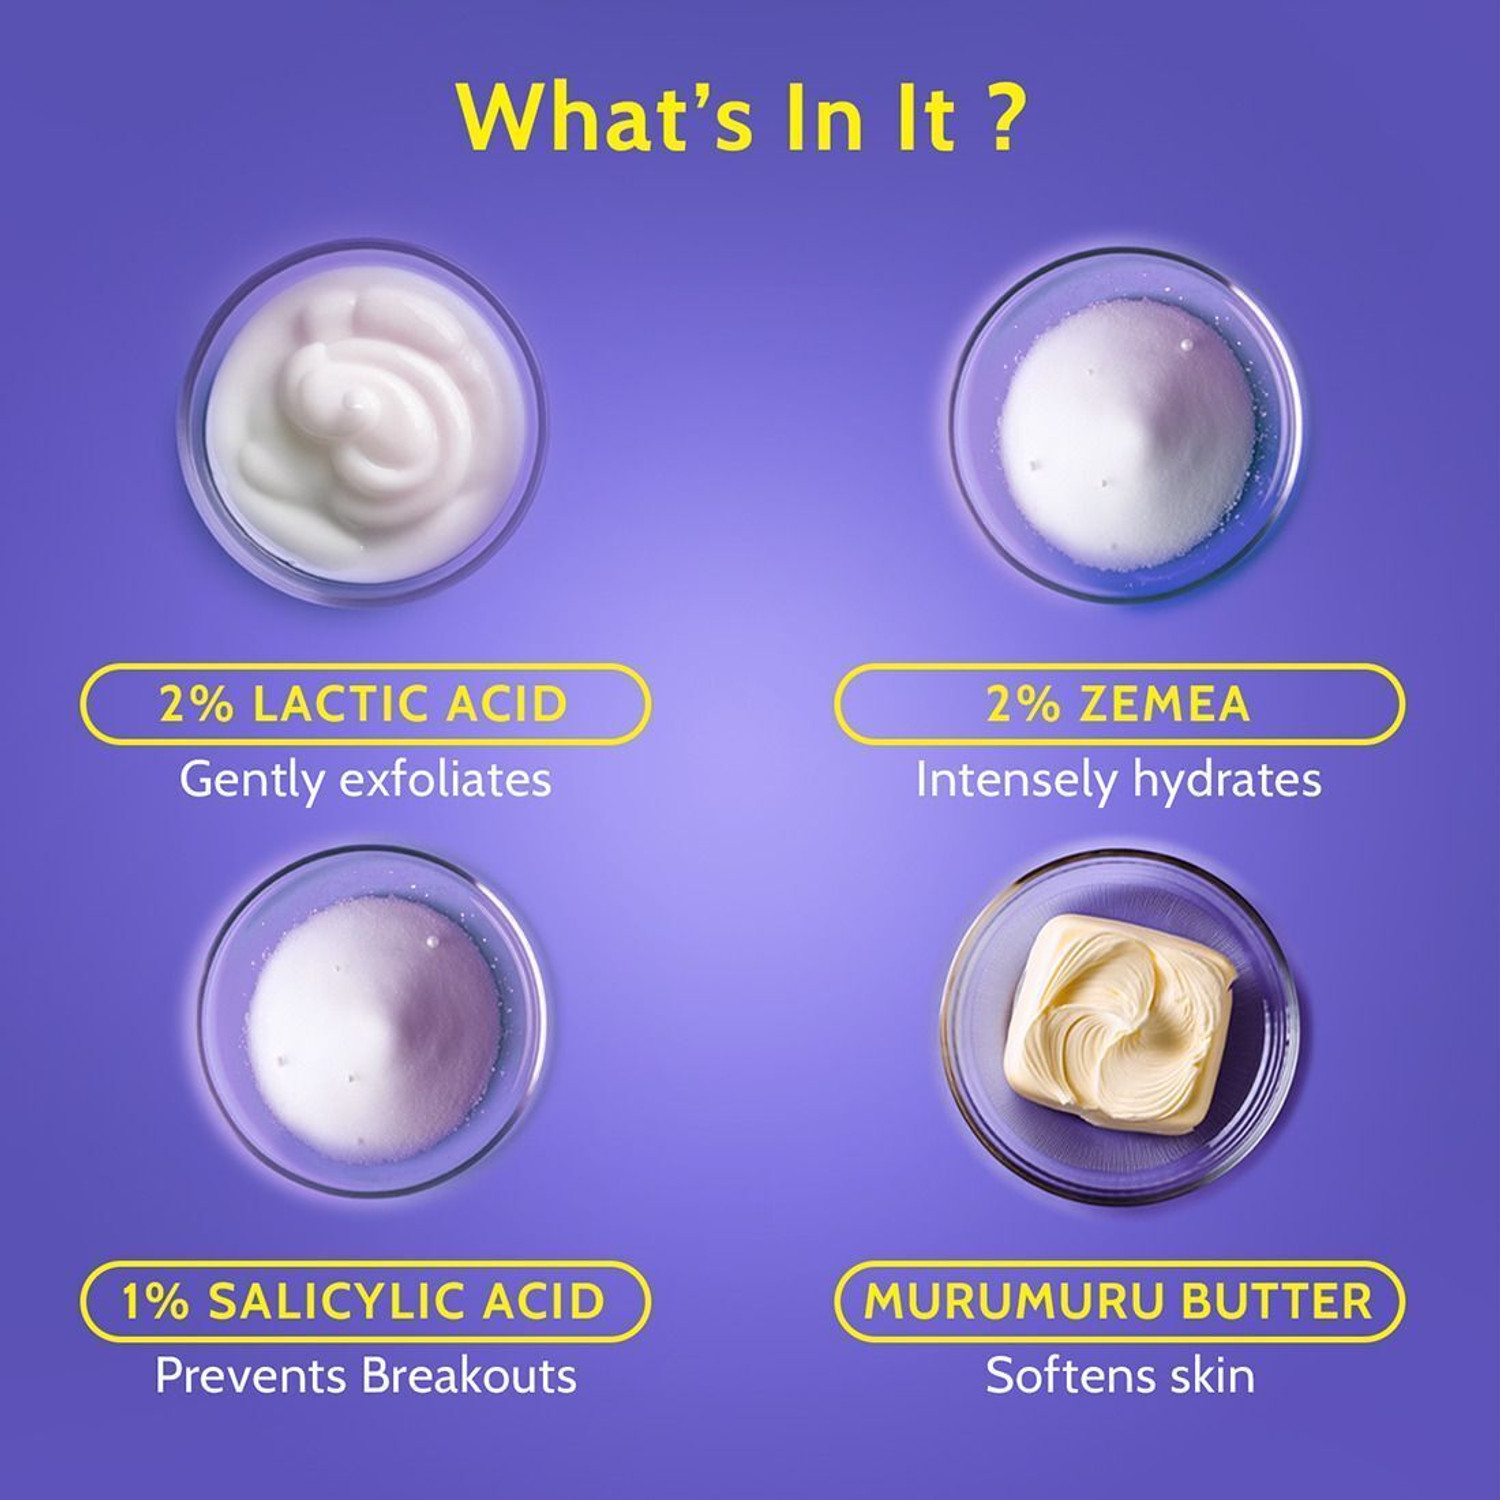 What's In It ?
2% LACTIC ACID
Gently exfoliates
2% ZEMEA
Intensely hydrates
1% SALICYLIC ACID
Prevents Breakouts
MURUMURU BUTTER
Softens skin